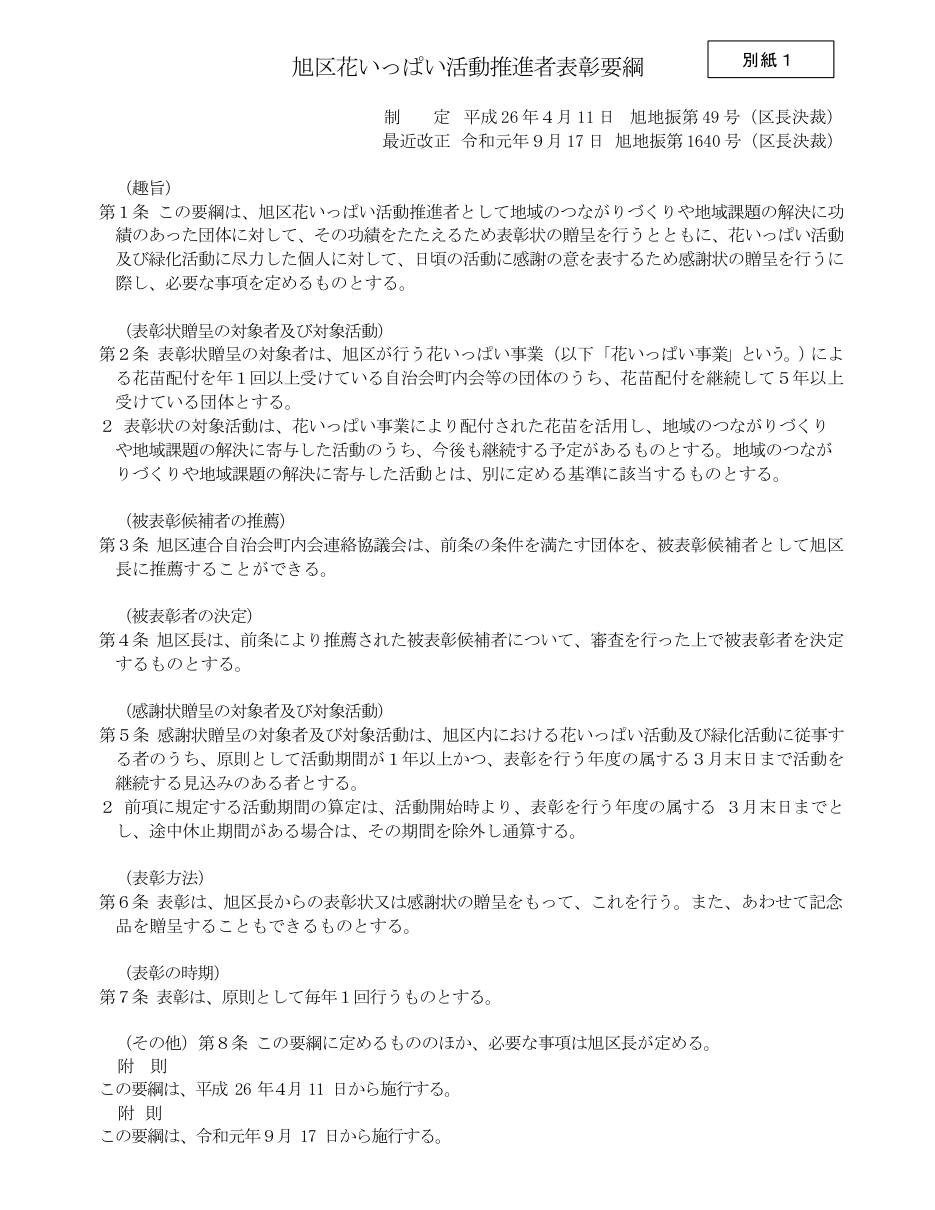 別紙１
旭区花いっぱい活動推進者表彰要綱
制　　定　平成 26 年４月 11 日　旭地振第 49 号（区長決裁）
最近改正　令和元年９月 17 日　旭地振第 1640 号（区長決裁）
（趣旨）
第１条 この要綱は、旭区花いっぱい活動推進者として地域のつながりづくりや地域課題の解決に功
績のあった団体に対して、その功績をたたえるため表彰状の贈呈を行うとともに、花いっぱい活動
及び緑化活動に尽力した個人に対して、日頃の活動に感謝の意を表するため感謝状の贈呈を行うに
際し、必要な事項を定めるものとする。
（表彰状贈呈の対象者及び対象活動）
第２条 表彰状贈呈の対象者は、旭区が行う花いっぱい事業（以下「花いっぱい事業」という。）によ
る花苗配付を年１回以上受けている自治会町内会等の団体のうち、花苗配付を継続して５年以上
受けている団体とする。
２ 表彰状の対象活動は、花いっぱい事業により配付された花苗を活用し、地域のつながりづくり
や地域課題の解決に寄与した活動のうち、今後も継続する予定があるものとする。地域のつなが
りづくりや地域課題の解決に寄与した活動とは、別に定める基準に該当するものとする。
（被表彰候補者の推薦）
第３条 旭区連合自治会町内会連絡協議会は、前条の条件を満たす団体を、被表彰候補者として旭区
長に推薦することができる。
（被表彰者の決定）
第４条 旭区長は、前条により推薦された被表彰候補者について、審査を行った上で被表彰者を決定
するものとする。
（感謝状贈呈の対象者及び対象活動）
第５条 感謝状贈呈の対象者及び対象活動は、旭区内における花いっぱい活動及び緑化活動に従事す
る者のうち、原則として活動期間が１年以上かつ、表彰を行う年度の属する３月末日まで活動を
継続する見込みのある者とする。
２ 前項に規定する活動期間の算定は、活動開始時より、表彰を行う年度の属する ３月末日までと
し、途中休止期間がある場合は、その期間を除外し通算する。
（表彰方法）
第６条 表彰は、旭区長からの表彰状又は感謝状の贈呈をもって、これを行う。また、あわせて記念
品を贈呈することもできるものとする。
（表彰の時期）
第７条 表彰は、原則として毎年１回行うものとする。
（その他）第８条 この要綱に定めるもののほか、必要な事項は旭区長が定める。
附　則
この要綱は、平成 26 年４月 11 日から施行する。
附 則
この要綱は、令和元年９月 17 日から施行する。